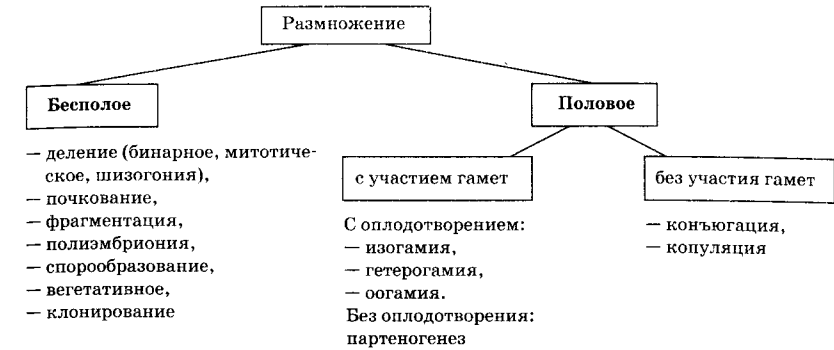 Размножение
Бесполое
— деление (бинарное, митотиче-
ское, шизогония),
— почкование,
— фрагментация,
— полиэмбриония,
— спорообразование,
— вегетативное,
— клонирование
Половое
с участием гамет
С оплодотворением:
— изогамия,
— гетерогамия,
— оогамия.
Без оплодотворения:
партеногенез
без участия гамет
— конъюгация,
— копуляция